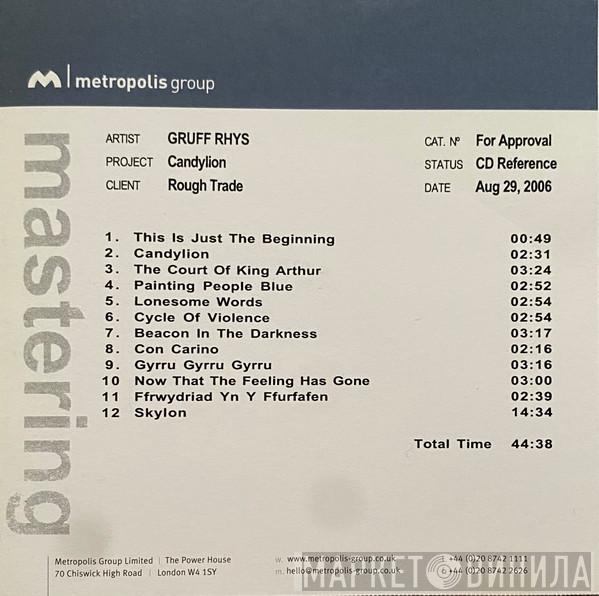 metropolis group
mastering
ARTIST GRUFF RHYS
PROJECT Candylion
CLIENT Rough Trade
CAT. Nº For Approval
STATUS CD Reference
DATE Aug 29, 2006
1. This Is Just The Beginning 00:49
2. Candylion 02:31
3. The Court Of King Arthur 03:24
4. Painting People Blue 02:52
5. Lonesome Words 02:54
6. Cycle Of Violence 02:54
7. Beacon In The Darkness 03:17
8. Con Carino 02:16
9. Gyrru Gyrru Gyrru 03:16
10 Now That The Feeling Has Gone 03:00
11 Ffrwydriad Yn Y Ffurfafen 02:39
12 Skylon 14:34
Total Time 44:38
Metropolis Group Limited | The Power House
70 Chiswick High Road | London W4 1SY
w. www.metropolis-group.co.uk
m. hello@metropolis-group.co.uk
+44 (0)20 8742 1111
+44 (0)20 8742 2626
МАРКЕТ ВИНИЛА